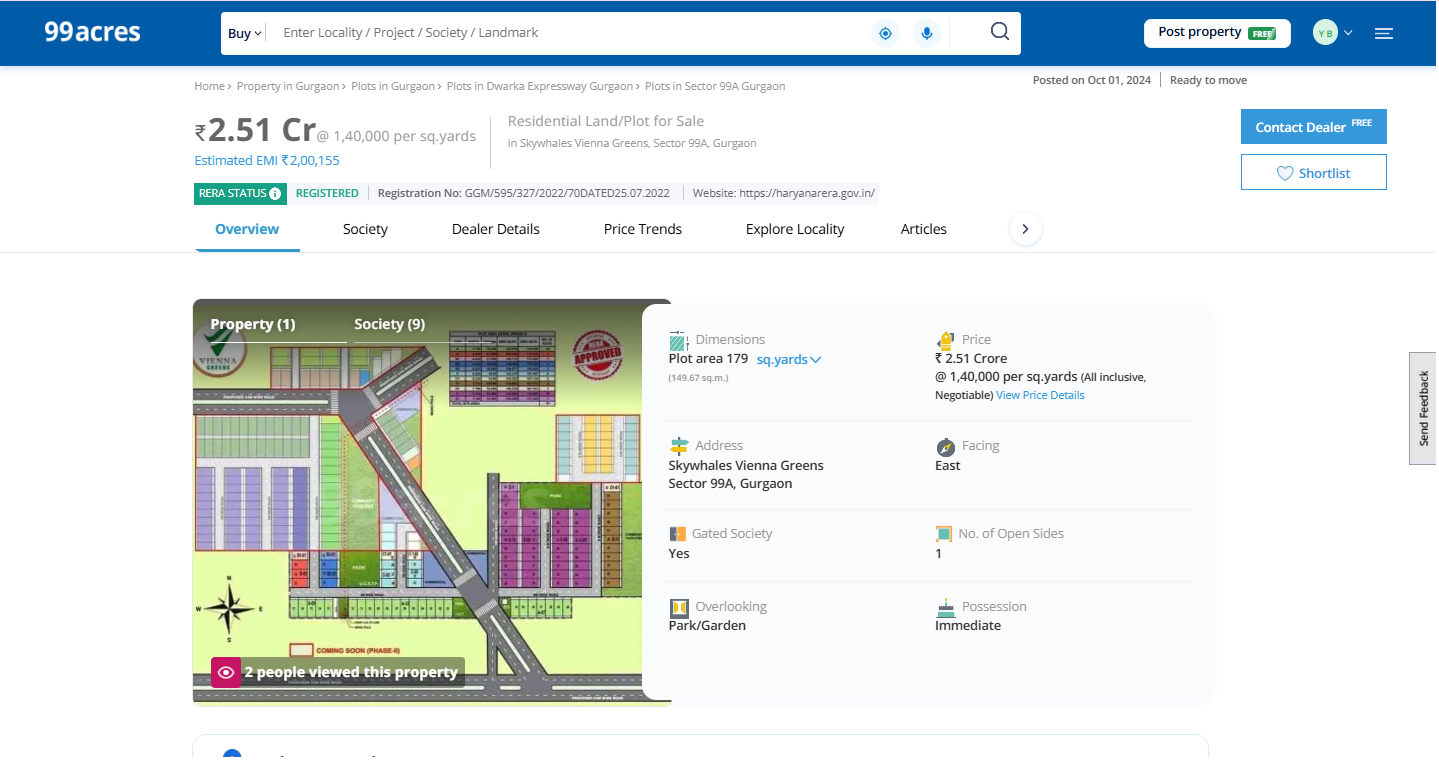 99acres
Buy
Enter Locality / Project / Society / Landmark
Post property FREE
Y B
Home › Property in Gurgaon › Plots in Gurgaon › Plots in Dwarka Expressway Gurgaon › Plots in Sector 99A Gurgaon
Posted on Oct 01, 2024 | Ready to move
₹2.51 Cr @ 1,40,000 per sq.yards
Estimated EMI ₹2,00,155
Residential Land/Plot for Sale
in Skywhales Vienna Greens, Sector 99A, Gurgaon
Contact Dealer FREE
Shortlist
RERA STATUS REGISTERED
Registration No: GGM/595/327/2022/70DATED25.07.2022
Website: https://haryanarera.gov.in/
Overview
Society
Dealer Details
Price Trends
Explore Locality
Articles
Property (1)
Society (9)
VIENNA
GREENS
RERA
APPROVED
PARK
PARK
COMMERCIAL
N
W E
S
COMING SOON (PHASE-II)
2 people viewed this property
Dimensions
Plot area 179 sq.yards
(149.67 sq.m.)
Price
₹ 2.51 Crore
@ 1,40,000 per sq.yards (All inclusive,
Negotiable) View Price Details
Address
Skywhales Vienna Greens
Sector 99A, Gurgaon
Facing
East
Gated Society
Yes
No. of Open Sides
1
Overlooking
Park/Garden
Possession
Immediate
Send Feedback